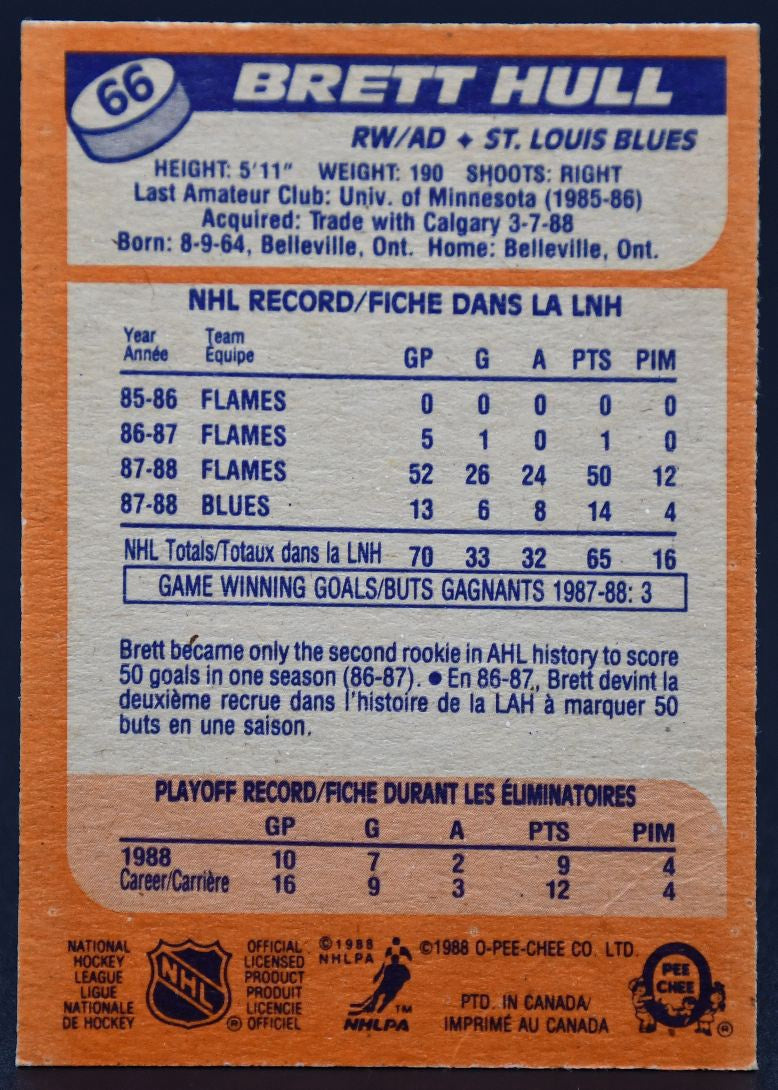 66
BRETT HULL
RW/AD ✦ ST. LOUIS BLUES
HEIGHT: 5'11" WEIGHT: 190 SHOOTS: RIGHT
Last Amateur Club: Univ. of Minnesota (1985-86)
Acquired: Trade with Calgary 3-7-88
Born: 8-9-64, Belleville, Ont. Home: Belleville, Ont.
NHL RECORD/FICHE DANS LA LNH
Year Team
Année Équipe GP G A PTS PIM
85-86 FLAMES 0 0 0 0 0
86-87 FLAMES 5 1 0 1 0
87-88 FLAMES 52 26 24 50 12
87-88 BLUES 13 6 8 14 4
NHL Totals/Totaux dans la LNH 70 33 32 65 16
GAME WINNING GOALS/BUTS GAGNANTS 1987-88: 3
Brett became only the second rookie in AHL history to score
50 goals in one season (86-87). ● En 86-87, Brett devint la
deuxième recrue dans l'histoire de la LAH à marquer 50
buts en une saison.
PLAYOFF RECORD/FICHE DURANT LES ÉLIMINATOIRES
GP G A PTS PIM
1988 10 7 2 9 4
Career/Carrière 16 9 3 12 4
NATIONAL
HOCKEY
LEAGUE
LIGUE
NATIONALE
DE HOCKEY
NHL
®
OFFICIAL
LICENSED
PRODUCT
PRODUIT
LICENCIE
OFFICIEL
©1988
NHLPA
™
NHLPA
©1988 O-PEE-CHEE CO. LTD.
PTD. IN CANADA/
IMPRIMÉ AU CANADA
PEE
CHEE
®